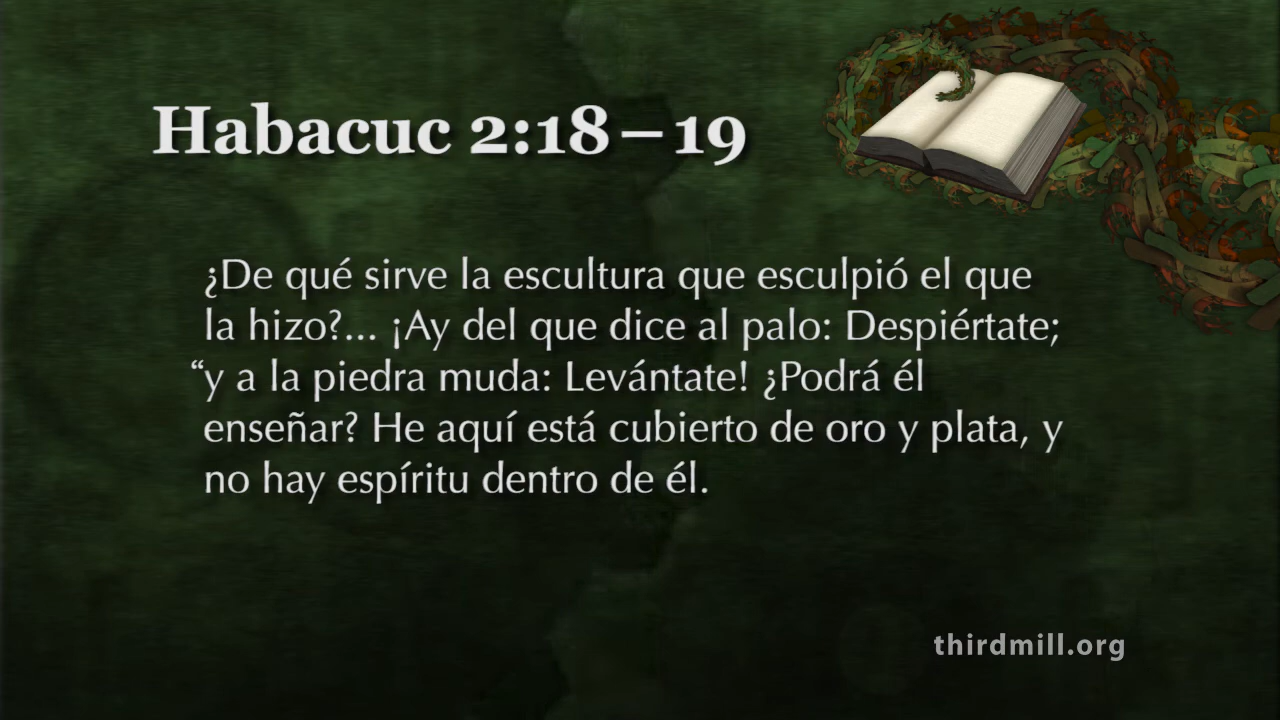 Habacuc 2:18–19
¿De qué sirve la escultura que esculpió el que
la hizo?... ¡Ay del que dice al palo: Despiértate;
“y a la piedra muda: Levántate! ¿Podrá él
enseñar? He aquí está cubierto de oro y plata, y
no hay espíritu dentro de él.
thirdmill.org